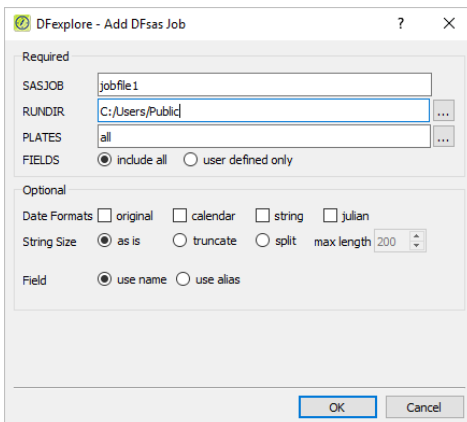 DFexplore - Add DFsas Job ? ×
Required
SASJOB jobfile1
RUNDIR C:/Users/Public ...
PLATES all ...
FIELDS include all user defined only
Optional
Date Formats original calendar string julian
String Size as is truncate split max length 200
Field use name use alias
OK Cancel